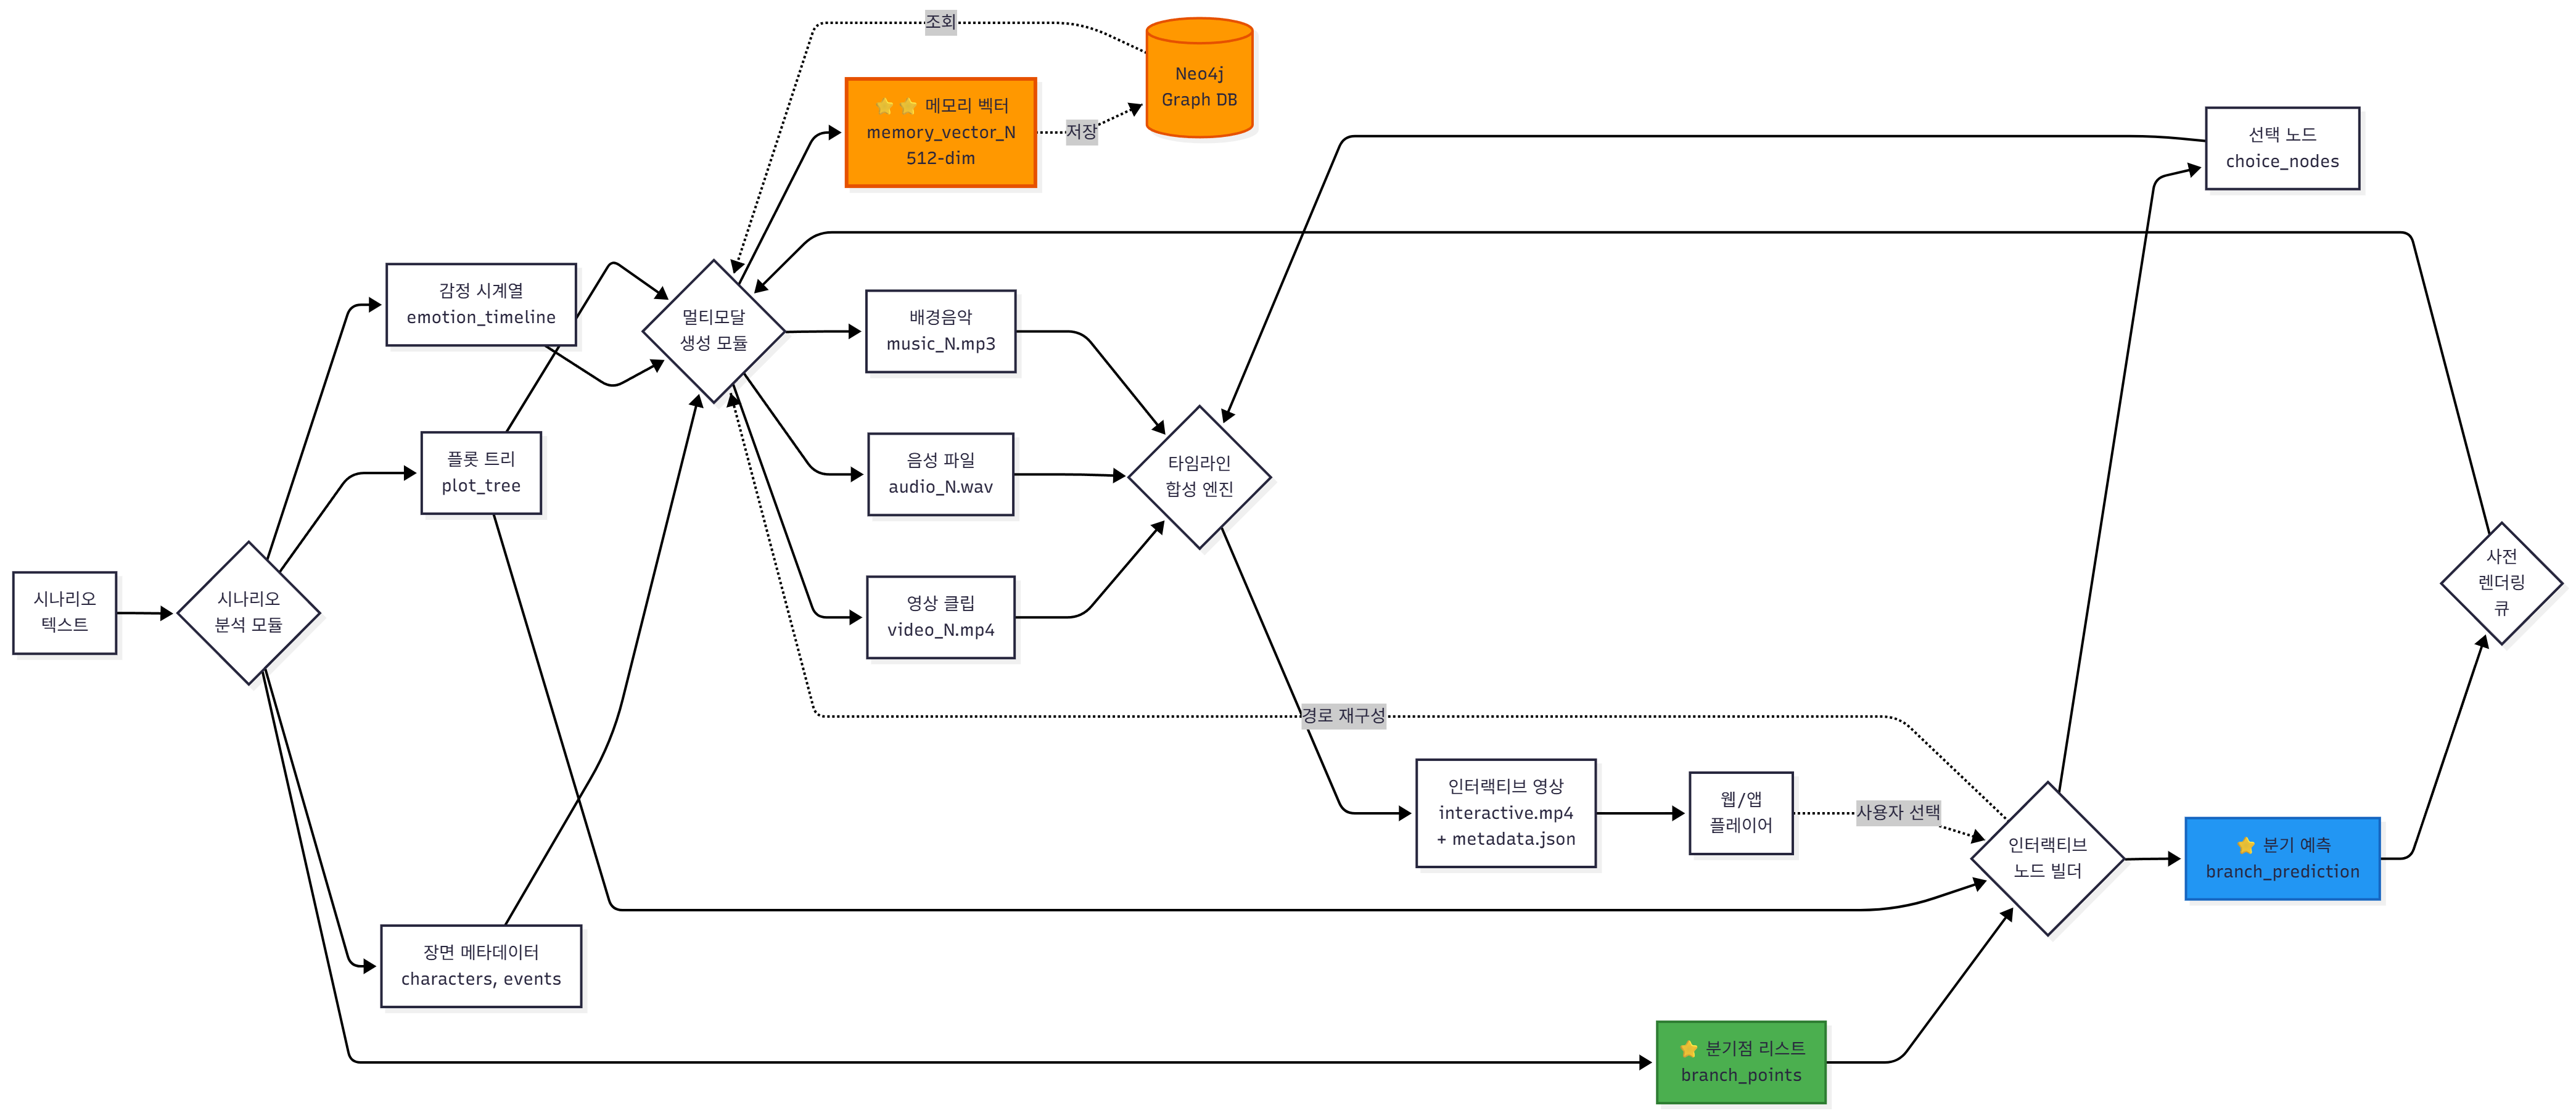 조회
Neo4j
Graph DB
⭐ ⭐ 메모리 벡터
memory_vector_N
512-dim
저장
선택 노드
choice_nodes
감정 시계열
emotion_timeline
멀티모달
생성 모듈
배경음악
music_N.mp3
플롯 트리
plot_tree
음성 파일
audio_N.wav
타임라인
합성 엔진
시나리오
텍스트
시나리오
분석 모듈
영상 클립
video_N.mp4
사전
렌더링
큐
경로 재구성
인터랙티브 영상
interactive.mp4
+ metadata.json
웹/앱
플레이어
사용자 선택
인터랙티브
노드 빌더
⭐ 분기 예측
branch_prediction
장면 메타데이터
characters, events
⭐ 분기점 리스트
branch_points